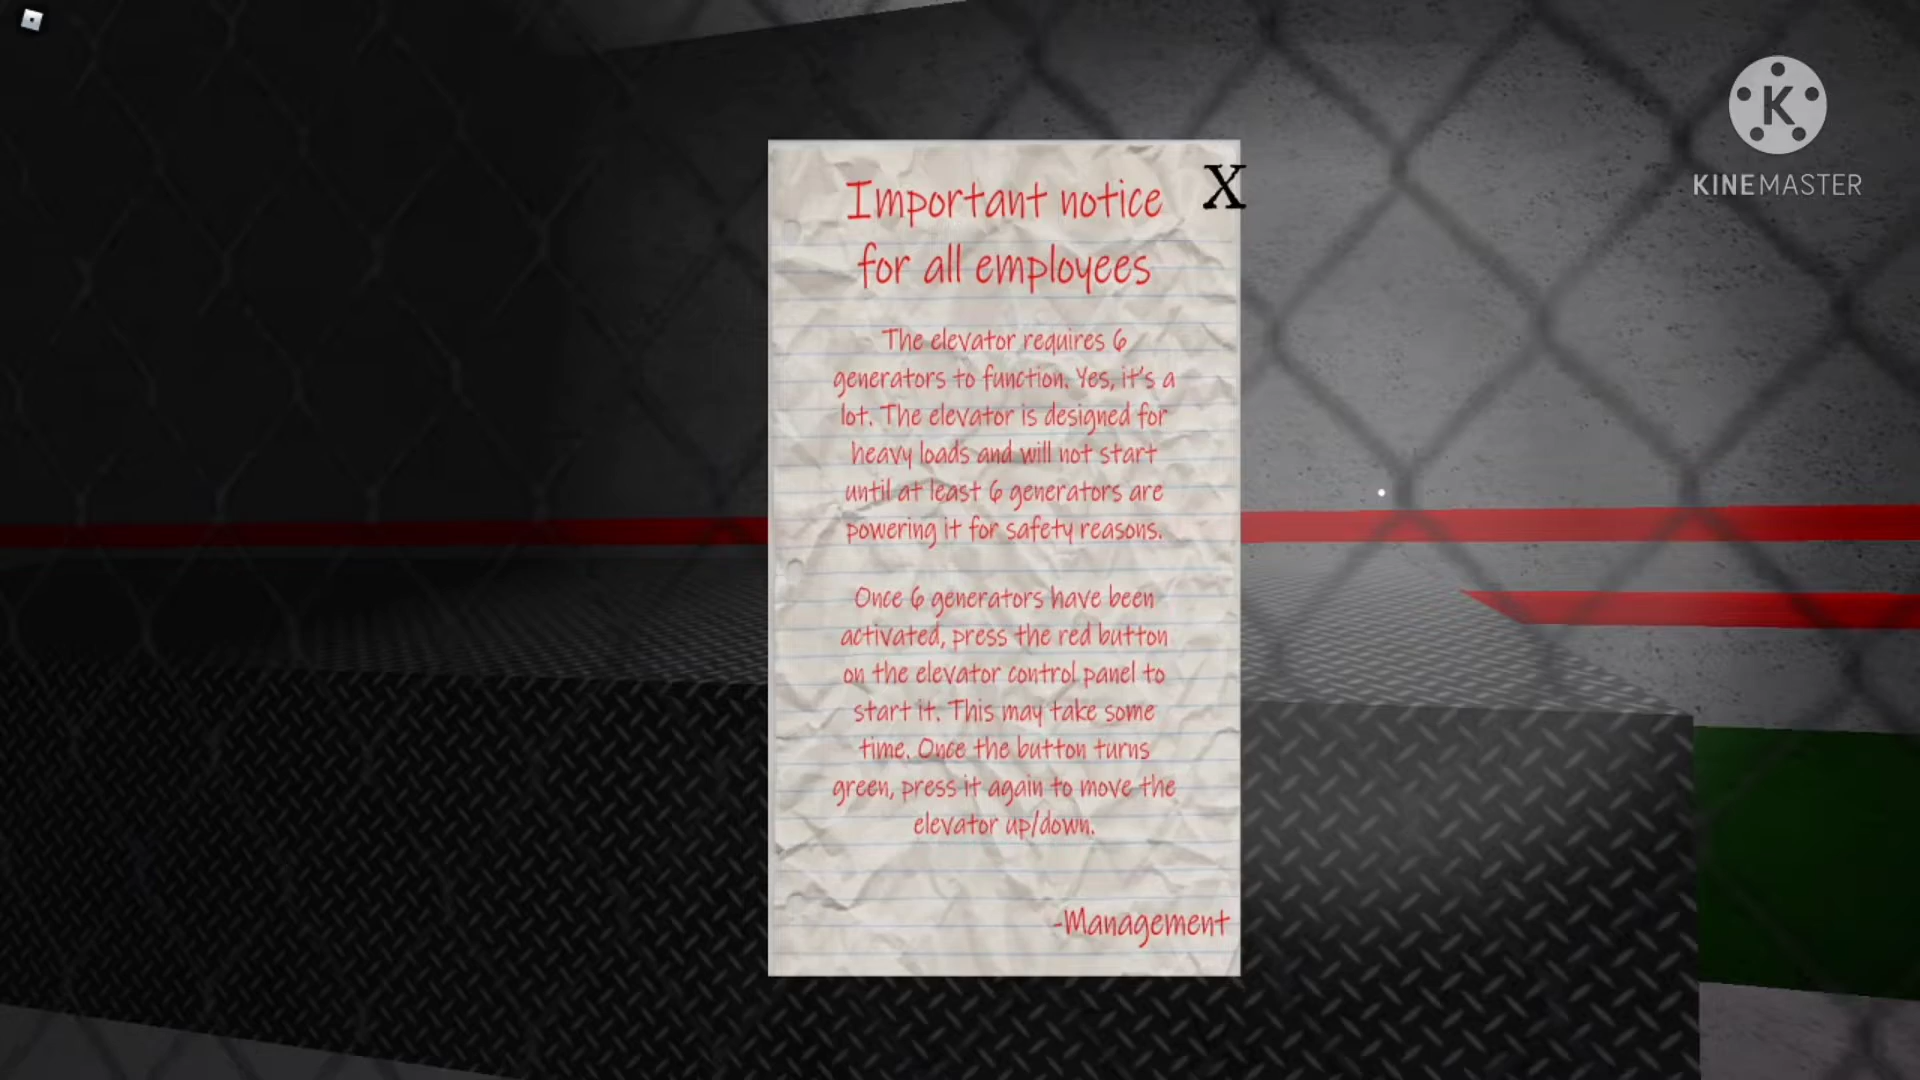 Important notice
for all employees
The elevator requires 6
generators to function. Yes, it's a
lot. The elevator is designed for
heavy loads and will not start
until at least 6 generators are
powering it for safety reasons.
Once 6 generators have been
activated, press the red button
on the elevator control panel to
start it. This may take some
time. Once the button turns
green, press it again to move the
elevator up/down.
-Management
X
K
KINEMASTER